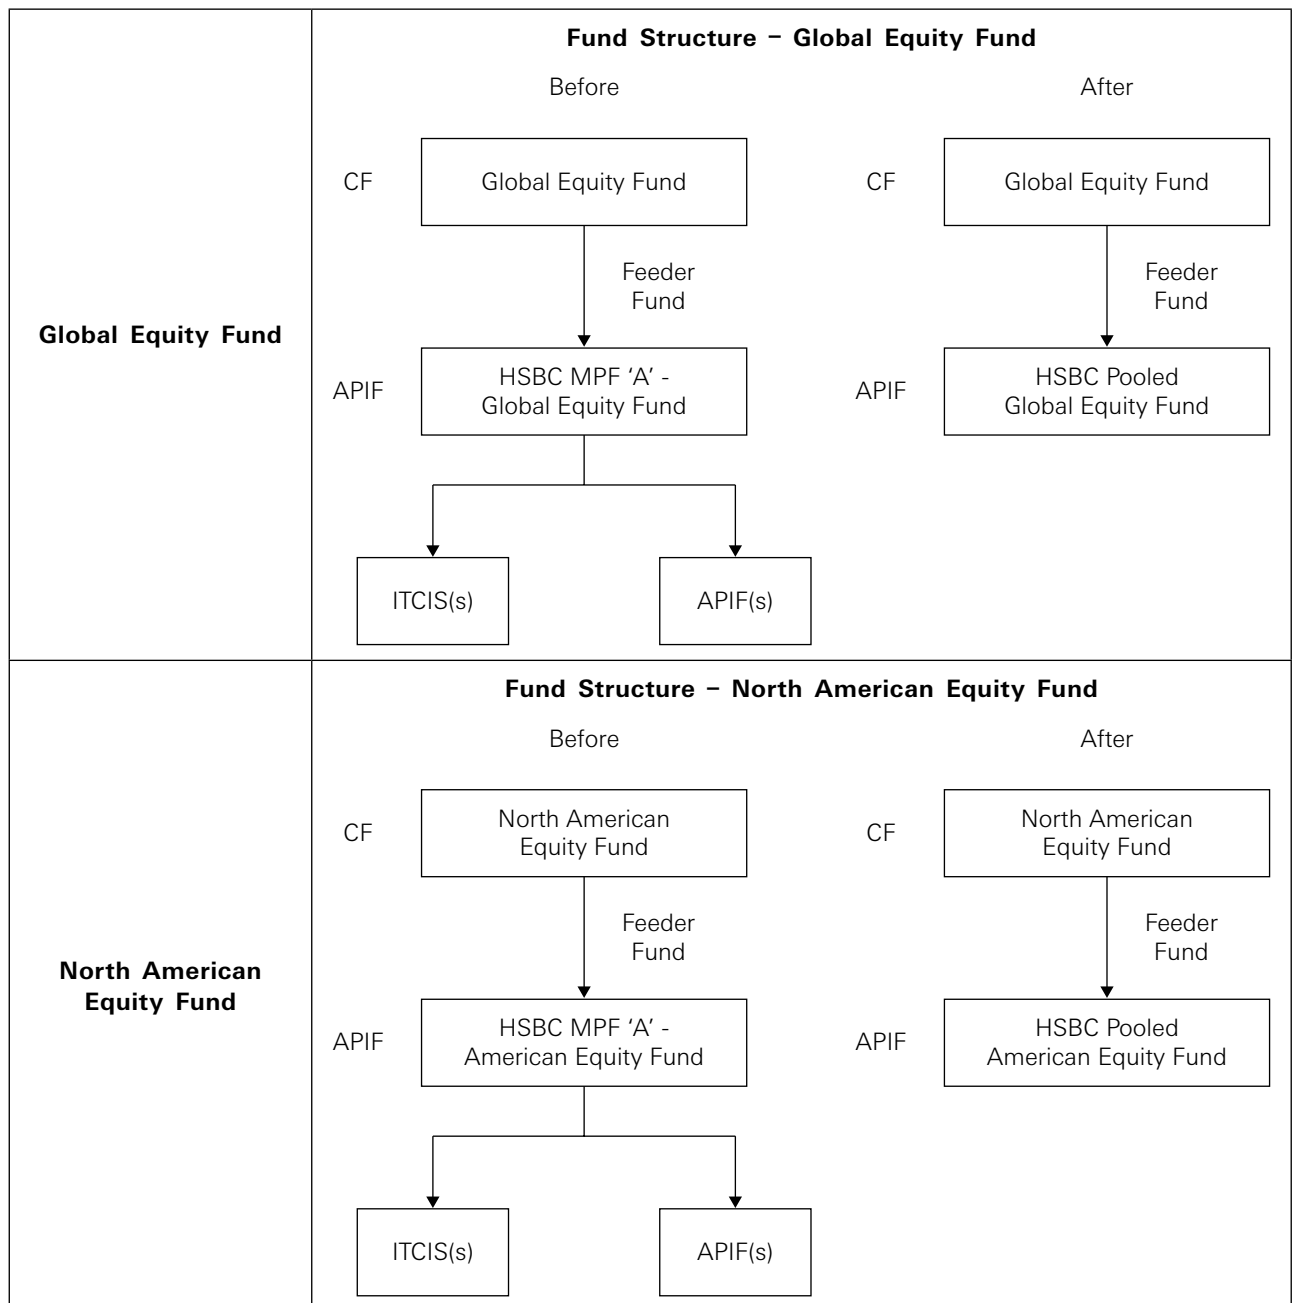 Fund Structure – Global Equity Fund
Before
After
CF
Global Equity Fund
CF
Global Equity Fund
Feeder
Fund
Feeder
Fund
Global Equity Fund
APIF
HSBC MPF ‘A’ -
Global Equity Fund
APIF
HSBC Pooled
Global Equity Fund
ITCIS(s)
APIF(s)
Fund Structure – North American Equity Fund
Before
After
CF
North American
Equity Fund
CF
North American
Equity Fund
Feeder
Fund
Feeder
Fund
North American
Equity Fund
APIF
HSBC MPF ‘A’ -
American Equity Fund
APIF
HSBC Pooled
American Equity Fund
ITCIS(s)
APIF(s)